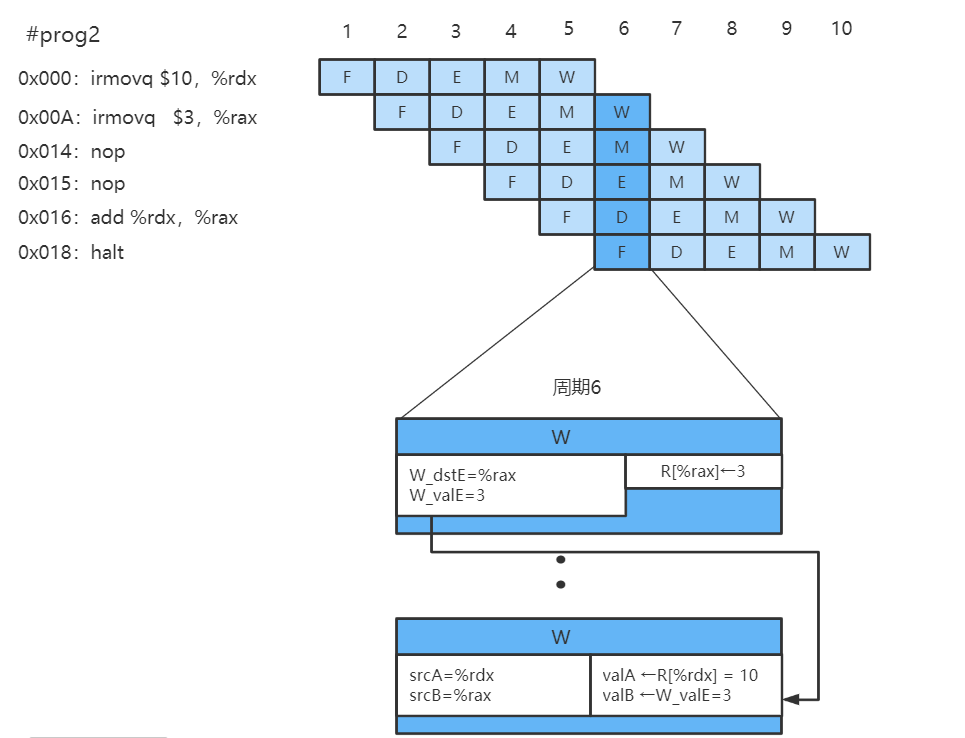 #prog2
1 2 3 4 5 6 7 8 9 10
0x000：irmovq $10，%rdx F D E M W
0x00A：irmovq $3，%rax F D E M W
0x014：nop F D E M W
0x015：nop F D E M W
0x016：add %rdx，%rax F D E M W
0x018：halt F D E M W
周期6
W
W_dstE=%rax
W_valE=3
R[%rax]←3
W
srcA=%rdx
srcB=%rax
valA ←R[%rdx] = 10
valB ←W_valE=3